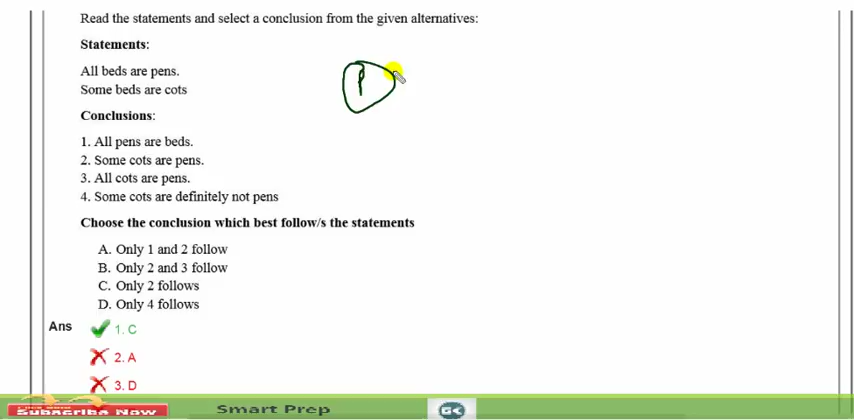 Read the statements and select a conclusion from the given alternatives:
Statements:
All beds are pens.
Some beds are cots
P
Conclusions:
1. All pens are beds.
2. Some cots are pens.
3. All cots are pens.
4. Some cots are definitely not pens
Choose the conclusion which best follow/s the statements
A. Only 1 and 2 follow
B. Only 2 and 3 follow
C. Only 2 follows
D. Only 4 follows
Ans 1. C
2. A
3. D
Subscribe Now Smart Prep GK